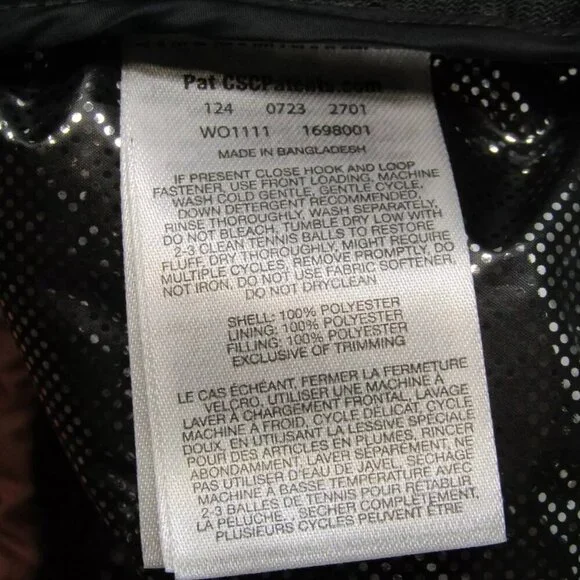 Pat CSCPatents.com
124 0723 2701
WO1111 1698001
MADE IN BANGLADESH
IF PRESENT CLOSE HOOK AND LOOP
FASTENER, USE FRONT LOADING, MACHINE
WASH COLD GENTLE, GENTLE CYCLE,
DOWN DETERGENT RECOMMENDED,
RINSE THOROUGHLY, WASH SEPARATELY,
DO NOT BLEACH, TUMBLE DRY LOW WITH
2-3 CLEAN TENNIS BALLS TO RESTORE
FLUFF, DRY THOROUGHLY, MIGHT REQUIRE
MULTIPLE CYCLES, REMOVE PROMPTLY, DO
NOT IRON, DO NOT USE FABRIC SOFTENER,
DO NOT DRYCLEAN
SHELL: 100% POLYESTER
LINING: 100% POLYESTER
FILLING: 100% POLYESTER
EXCLUSIVE OF TRIMMING
LE CAS ÉCHÉANT, FERMER LA FERMETURE
VELCRO, UTILISER UNE MACHINE À
LAVER À CHARGEMENT FRONTAL, LAVAGE
MACHINE À FROID, CYCLE DÉLICAT, CYCLE
DOUX, EN UTILISANT LA LESSIVE SPÉCIALE
POUR DES ARTICLES EN PLUMES, RINCER
ABONDAMMENT, LAVER SÉPARÉMENT, NE
PAS UTILISER D'EAU DE JAVEL, SÉCHAGE
MACHINE À BASSE TEMPÉRATURE AVEC
2-3 BALLES DE TENNIS POUR RÉTABLIR
LA PELUCHE, SÉCHER COMPLÈTEMENT,
PLUSIEURS CYCLES PEUVENT ÊTRE